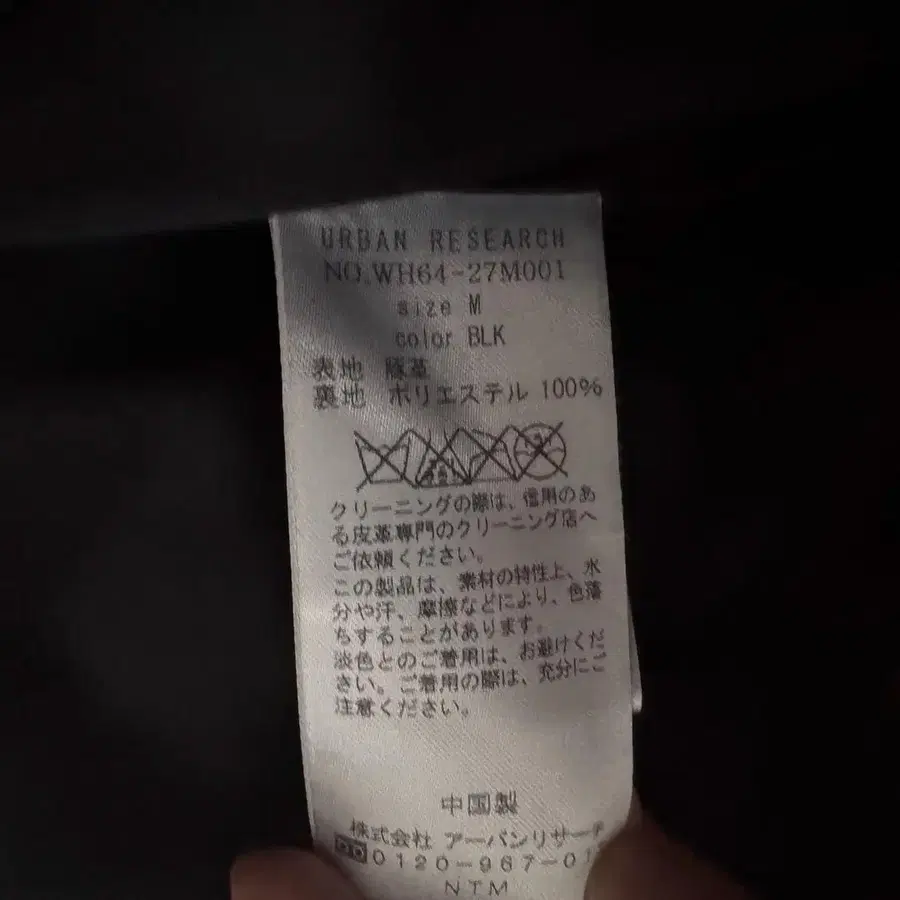 URBAN RESEARCH
NO.WH64-27M001
size M
color BLK
表地 豚革
裏地 ポリエステル 100%
クリーニングの際は、信用のあ
る皮革専門のクリーニング店へ
ご依頼ください。
この製品は、素材の特性上、水
分や汗、摩擦などにより、色落
ちすることがあります。
淡色とのご着用は、お避けくだ
さい。ご着用の際は、充分にご
注意ください。
中国製
株式会社 アーバンリサーチ
0120-967-01
NTM